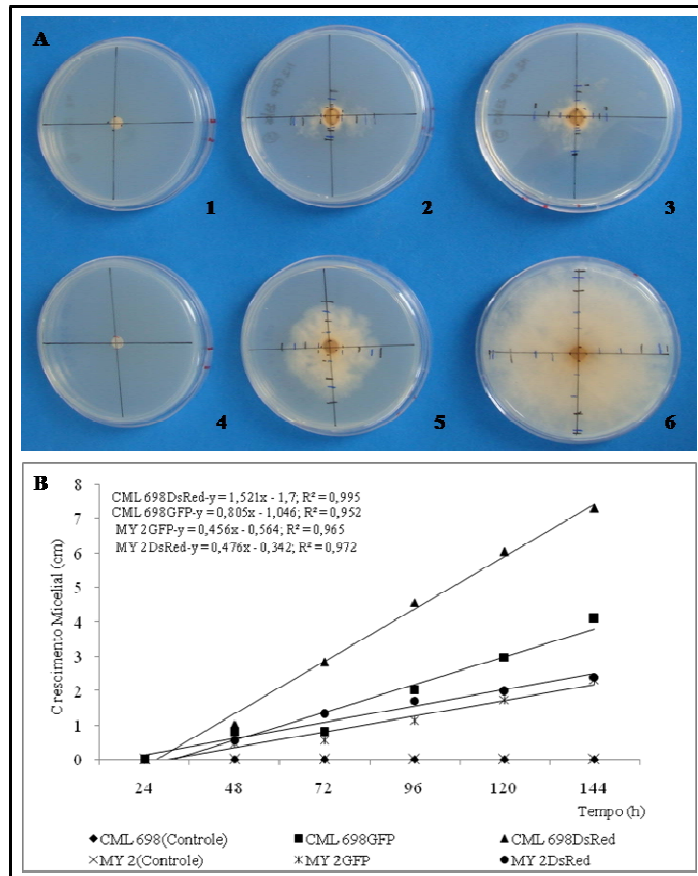 A
1
2
3
4
5
6
B
CML 698DsRed-y = 1,521x - 1,7; R² = 0,995
CML 698GFP-y = 0,805x - 1,046; R² = 0,952
MY 2GFP-y = 0,456x - 0,564; R² = 0,965
MY 2DsRed-y = 0,476x - 0,342; R² = 0,972
Crescimento Micelial (cm)
8
7
6
5
4
3
2
1
0
24 48 72 96 120 144
Tempo (h)
CML 698(Controle) CML 698GFP CML 698DsRed
MY 2(Controle) MY 2GFP MY 2DsRed